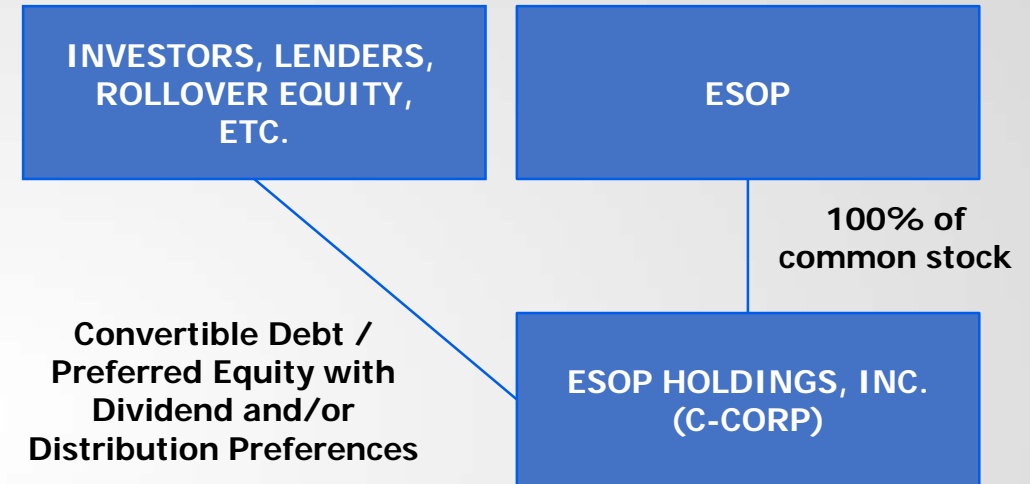 INVESTORS, LENDERS,
ROLLOVER EQUITY,
ETC.
ESOP
100% of
common stock
Convertible Debt /
Preferred Equity with
Dividend and/or
Distribution Preferences
ESOP HOLDINGS, INC.
(C-CORP)